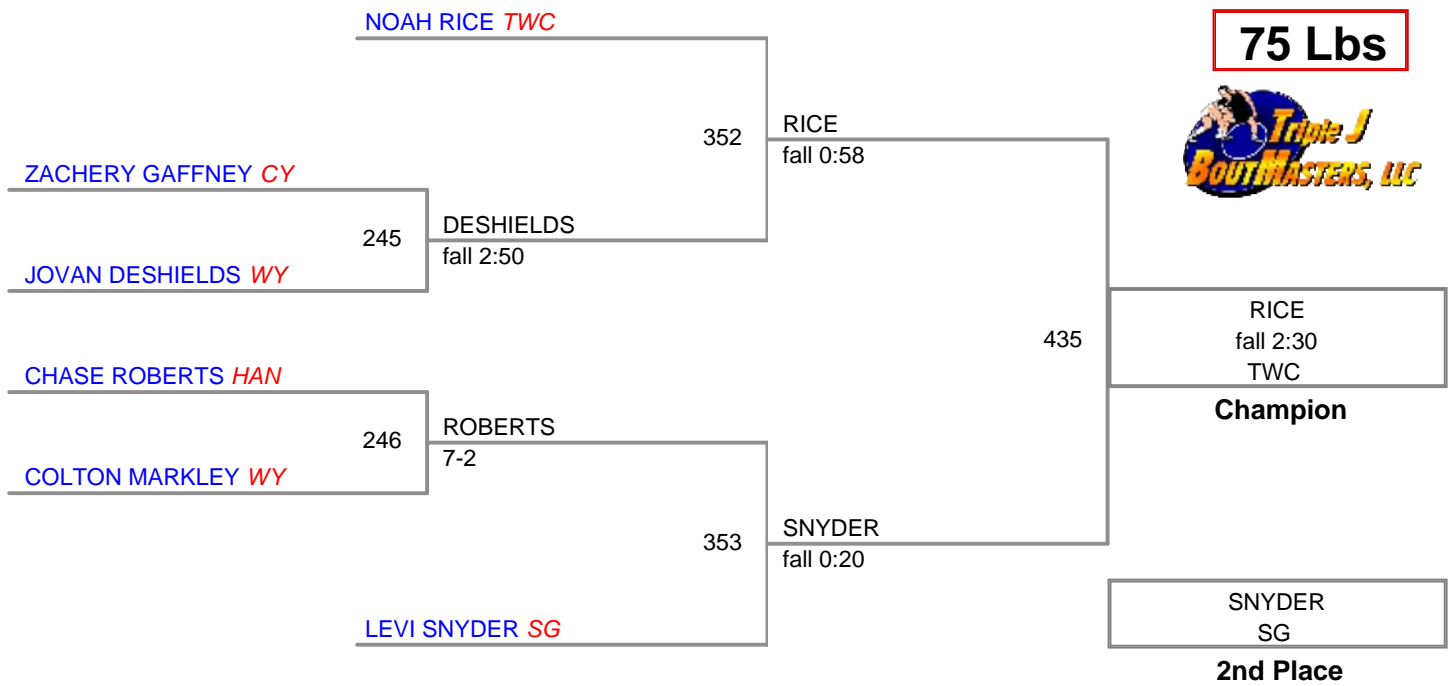 NOAH RICE TWC
75 Lbs
Triple J
BOUTMASTERS, LLC
352
RICE
fall 0:58
ZACHERY GAFFNEY CY
245
DESHIELDS
fall 2:50
JOVAN DESHIELDS WY
435
RICE
fall 2:30
TWC
Champion
CHASE ROBERTS HAN
246
ROBERTS
7-2
COLTON MARKLEY WY
353
SNYDER
fall 0:20
LEVI SNYDER SG
SNYDER
SG
2nd Place